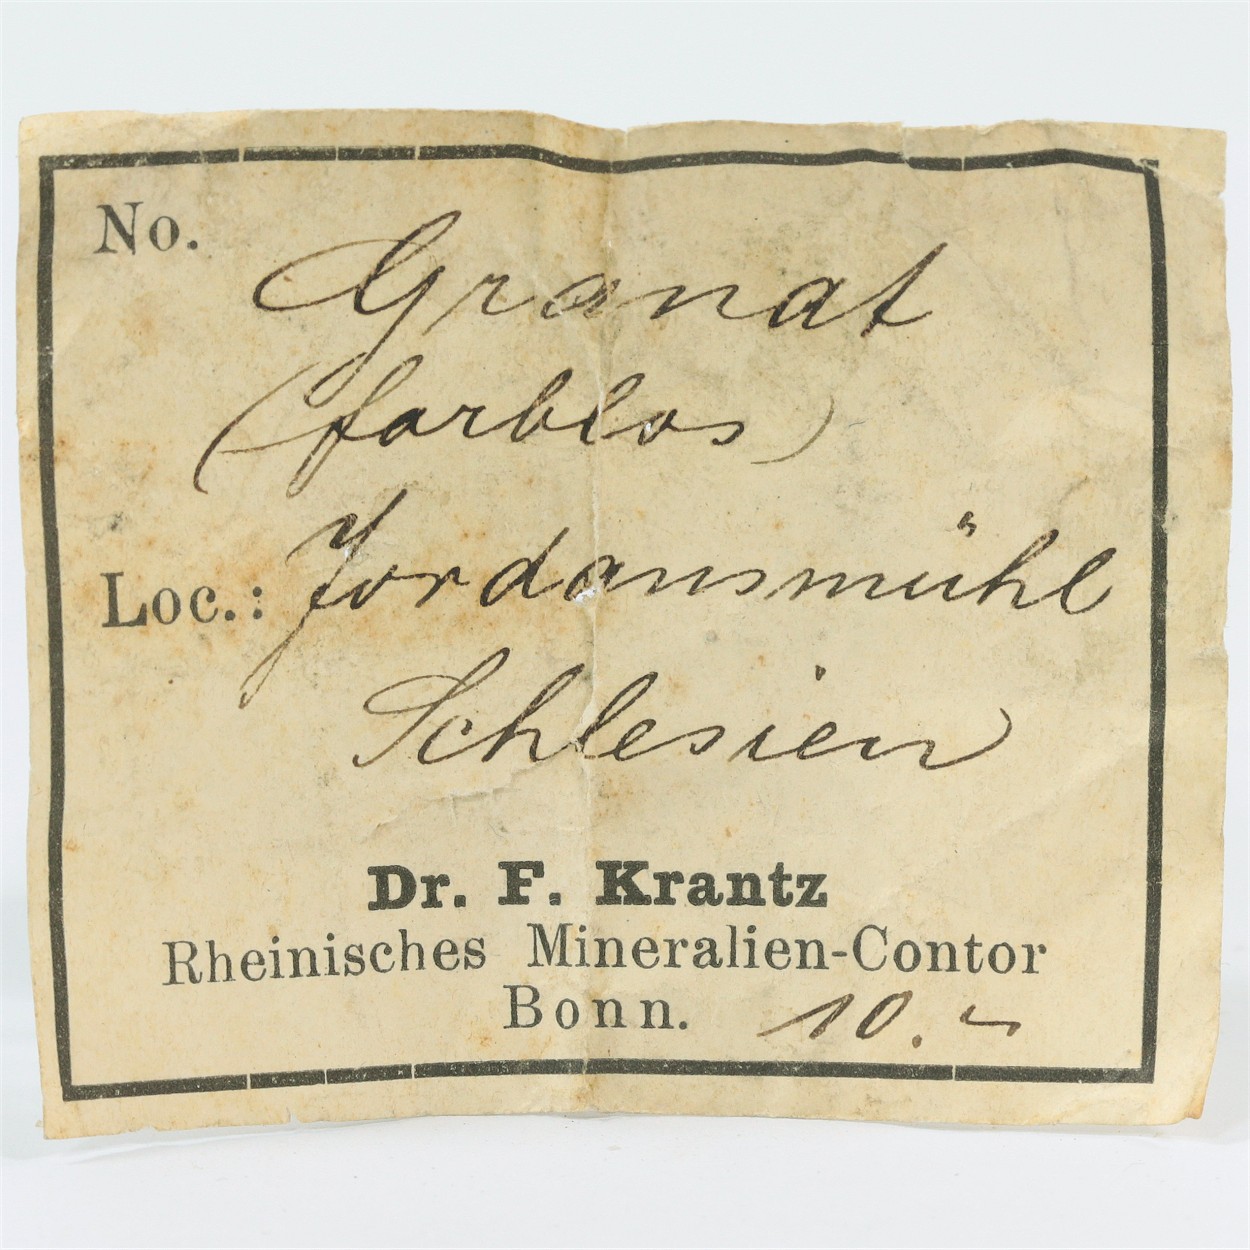 No.
Granat
(farblos)
Loc.: Jordansmühl
Schlesien
Dr. F. Krantz
Rheinisches Mineralien-Contor
Bonn. 10.-